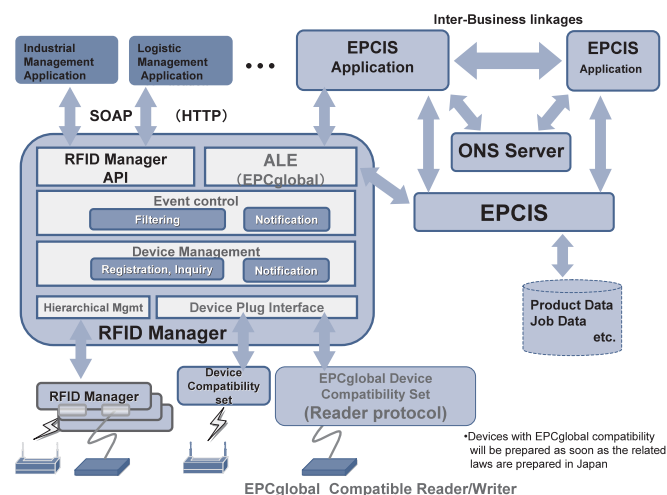 Inter-Business linkages
Industrial
Management
Application
Logistic
Management
Application
• • •
EPCIS
Application
EPCIS
Application
SOAP (HTTP)
ONS Server
RFID Manager
API
ALE
(EPCglobal)
Event control
Filtering
Notification
EPCIS
Device Management
Registration, Inquiry
Notification
Hierarchical Mgmt
Device Plug Interface
RFID Manager
Product Data
Job Data
etc.
RFID Manager
Device
Compatibility
set
EPCglobal Device
Compatibility Set
(Reader protocol)
•Devices with EPCglobal compatibility
will be prepared as soon as the related
laws are prepared in Japan
EPCglobal Compatible Reader/Writer